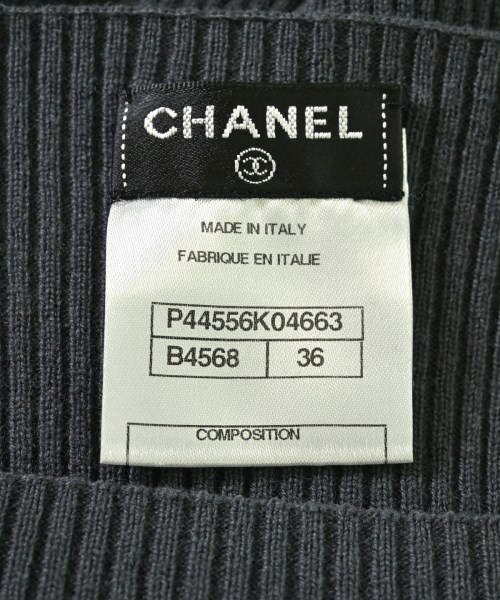 CHANEL
MADE IN ITALY
FABRIQUE EN ITALIE
P44556K04663
B4568 36
COMPOSITION